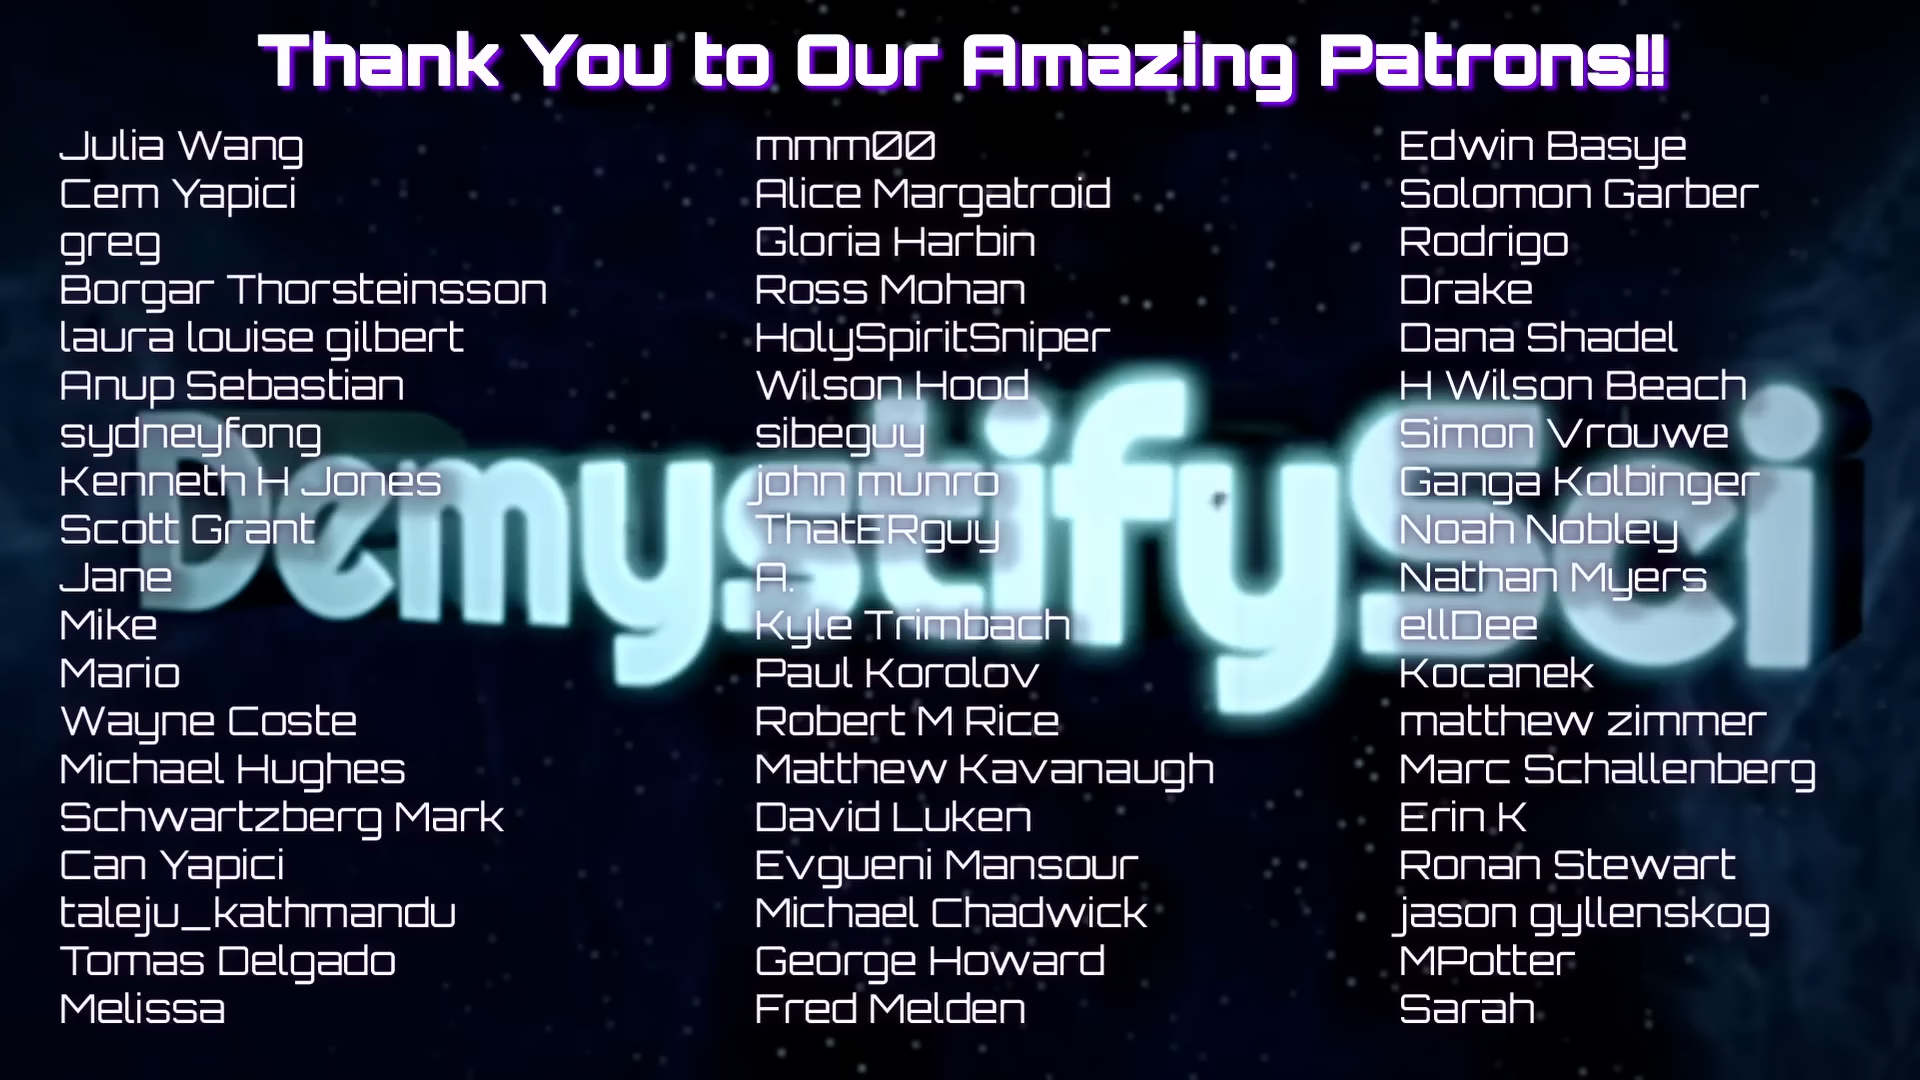 Thank You to Our Amazing Patrons!!
Julia Wang
Cem Yapici
greg
Borgar Thorsteinsson
laura louise gilbert
Anup Sebastian
sydneyfong
Kenneth H Jones
Scott Grant
Jane
Mike
Mario
Wayne Coste
Michael Hughes
Schwartzberg Mark
Can Yapici
taleju_kathmandu
Tomas Delgado
Melissa
mmm00
Alice Margatroid
Gloria Harbin
Ross Mohan
HolySpiritSniper
Wilson Hood
sibeguy
john munro
ThatERguy
A.
Kyle Trimbach
Paul Korolov
Robert M Rice
Matthew Kavanaugh
David Luken
Evgueni Mansour
Michael Chadwick
George Howard
Fred Melden
Edwin Basye
Solomon Garber
Rodrigo
Drake
Dana Shadel
H Wilson Beach
Simon Vrouwe
Ganga Kolbinger
Noah Nobley
Nathan Myers
ellDee
Kocanek
matthew zimmer
Marc Schallenberg
Erin K
Ronan Stewart
jason gyllenskog
MPotter
Sarah
DemystifySci